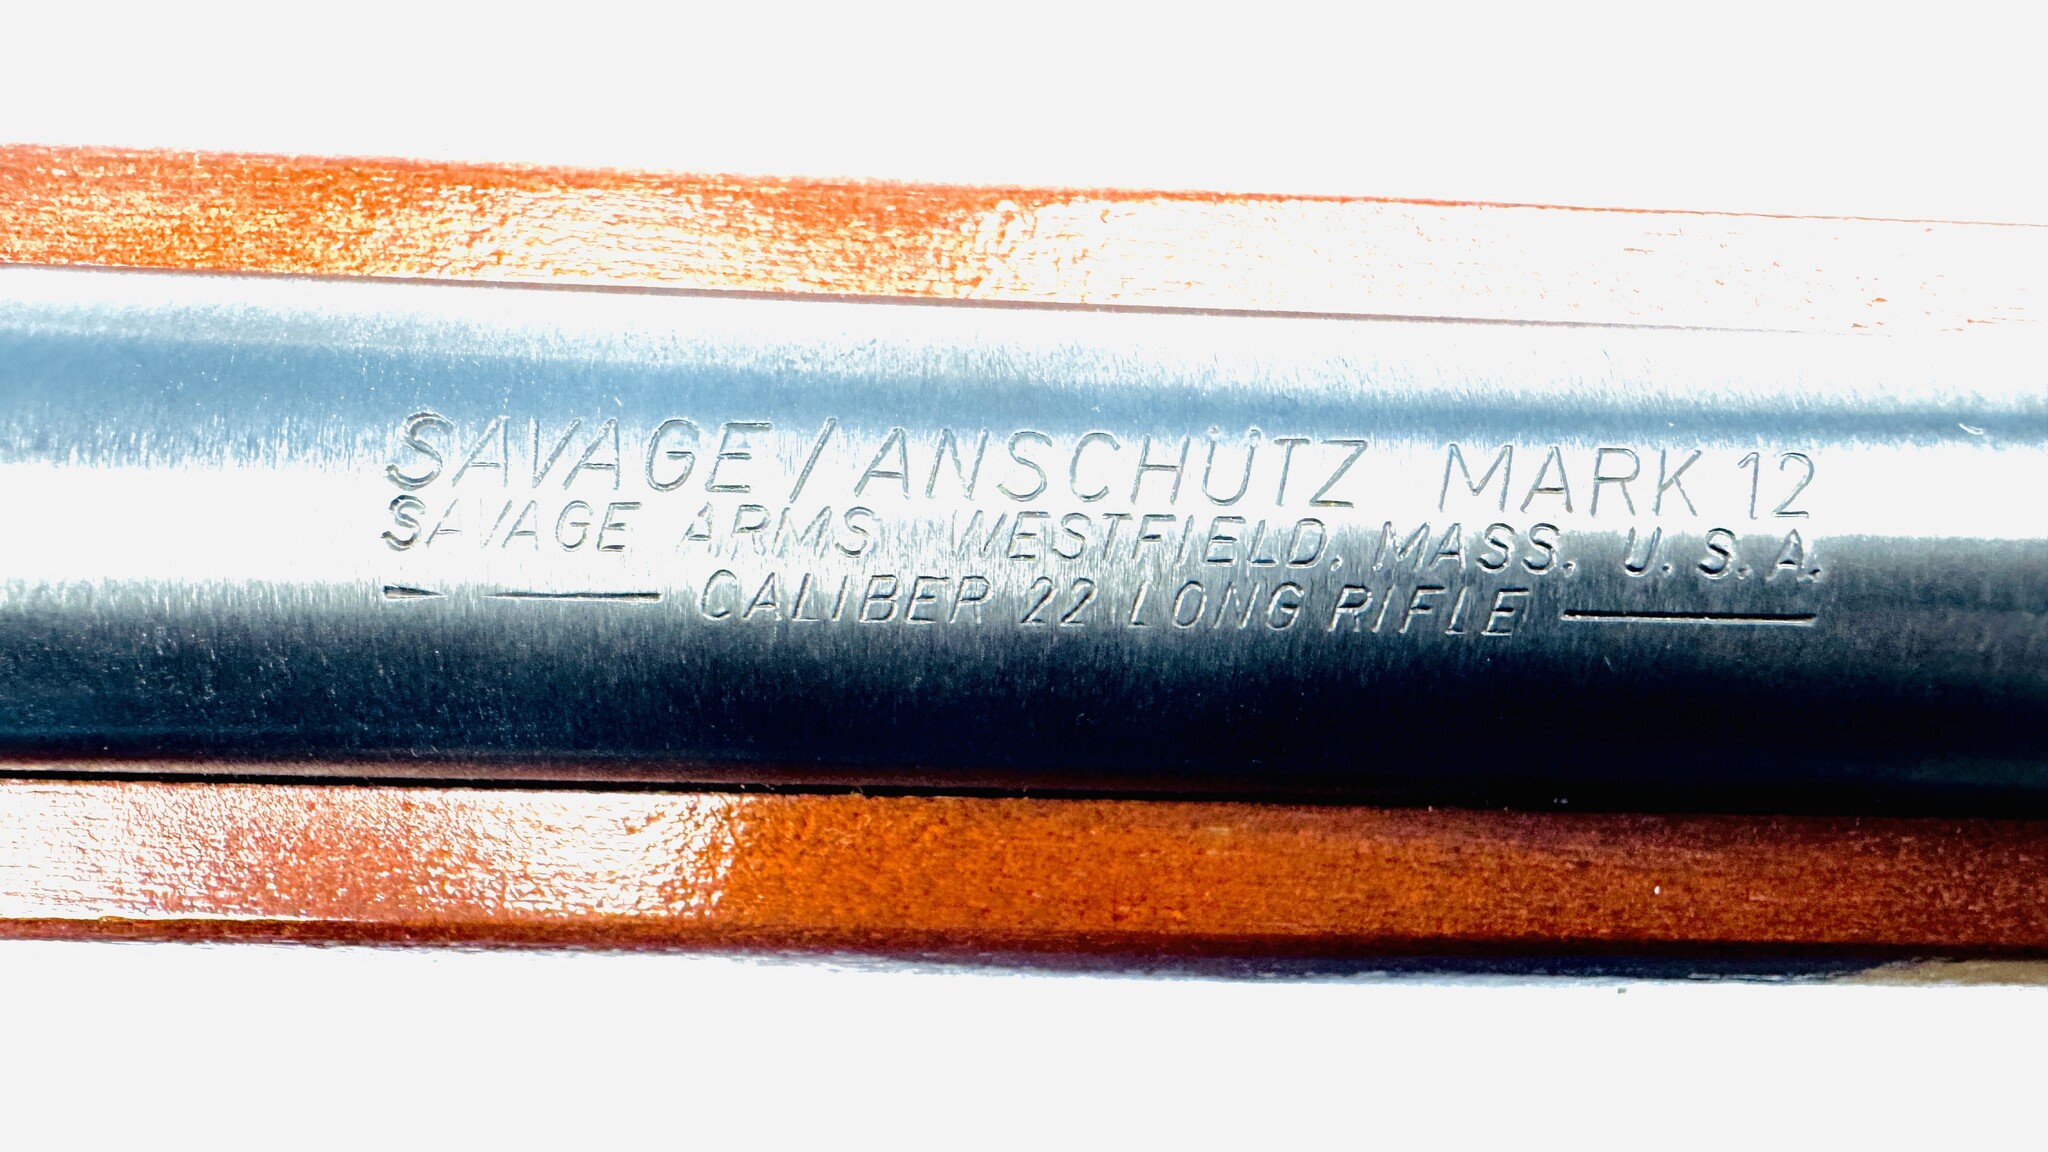 SAVAGE/ANSCHÜTZ MARK 12
SAVAGE ARMS WESTFIELD, MASS. U.S.A.
CALIBER 22 LONG RIFLE